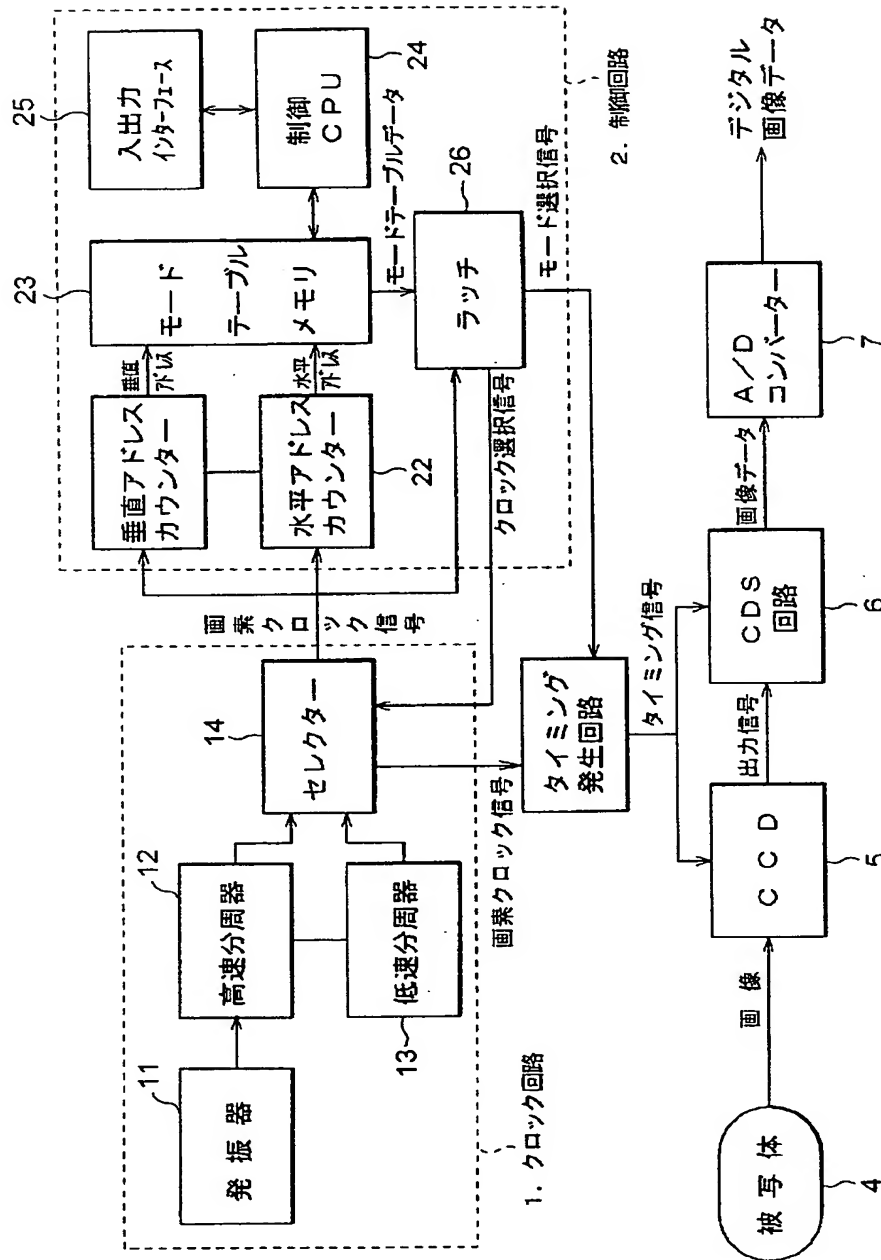 11
発振器
12
高速分周器
低速分周器
13
14
セレクター
1. クロック回路
画素クロック信号
画素クロック信号
垂直アドレス
カウンター
水平アドレス
カウンター
22
垂直
アドレス
水平
アドレス
23
モード
テーブル
メモリ
25
入出力
インターフェース
制御
CPU
24
モードテーブルデータ
26
ラッチ
クロック選択信号
モード選択信号
2. 制御回路
タイミング
発生回路
タイミング信号
被写体
4
画像
CCD
5
出力信号
CDS
回路
6
画像データ
A/D
コンバーター
7
デジタル
画像データ